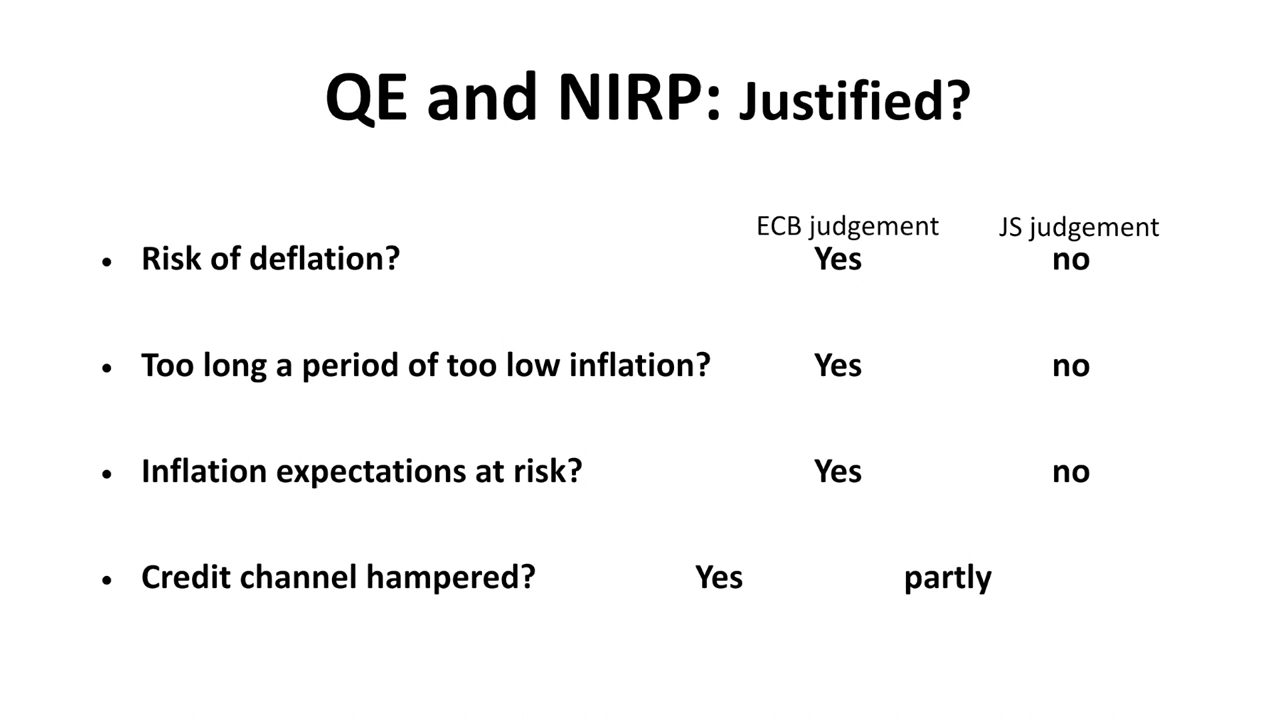 QE and NIRP: Justified?
ECB judgement JS judgement
• Risk of deflation? Yes no
• Too long a period of too low inflation? Yes no
• Inflation expectations at risk? Yes no
• Credit channel hampered? Yes partly